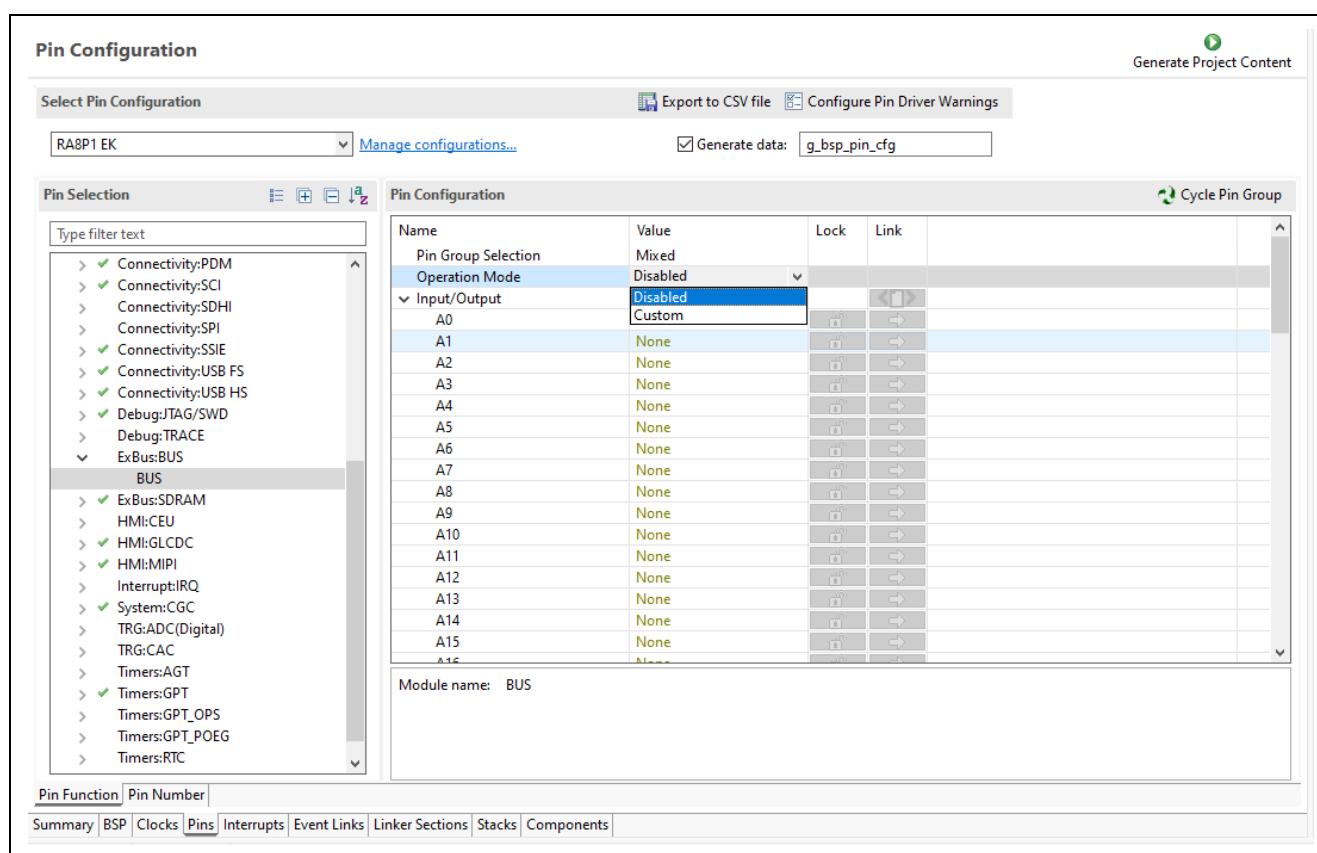 Pin Configuration
Generate Project Content
Select Pin Configuration
Export to CSV file
Configure Pin Driver Warnings
RA8P1 EK
Manage configurations...
Generate data:
g_bsp_pin_cfg
Pin Selection
Type filter text
Connectivity:PDM
Connectivity:SCI
Connectivity:SDHI
Connectivity:SPI
Connectivity:SSIE
Connectivity:USB FS
Connectivity:USB HS
Debug:JTAG/SWD
Debug:TRACE
ExBus:BUS
BUS
ExBus:SDRAM
HMI:CEU
HMI:GLCDC
HMI:MIPI
Interrupt:IRQ
System:CGC
TRG:ADC(Digital)
TRG:CAC
Timers:AGT
Timers:GPT
Timers:GPT_OPS
Timers:GPT_POEG
Timers:RTC
Pin Configuration
Cycle Pin Group
Name Value Lock Link
Pin Group Selection Mixed
Operation Mode Disabled
Input/Output Disabled
A0 Custom
A1 None
A2 None
A3 None
A4 None
A5 None
A6 None
A7 None
A8 None
A9 None
A10 None
A11 None
A12 None
A13 None
A14 None
A15 None
A16 None
Module name: BUS
Pin Function Pin Number
Summary BSP Clocks Pins Interrupts Event Links Linker Sections Stacks Components